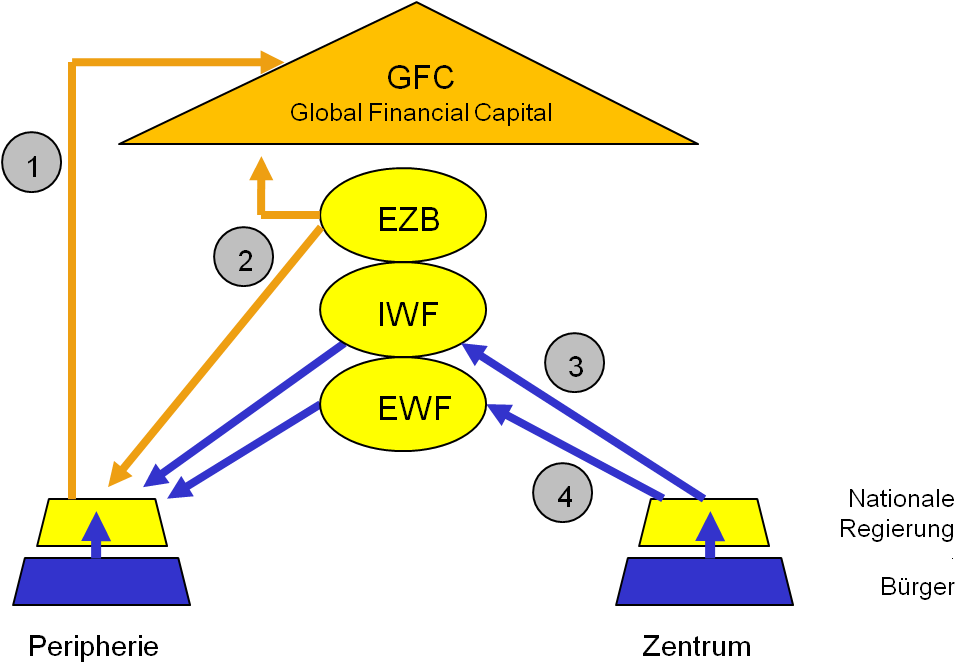 GFC
Global Financial Capital
1
EZB
2
IWF
3
EWF
4
Nationale
Regierung
Bürger
Peripherie
Zentrum